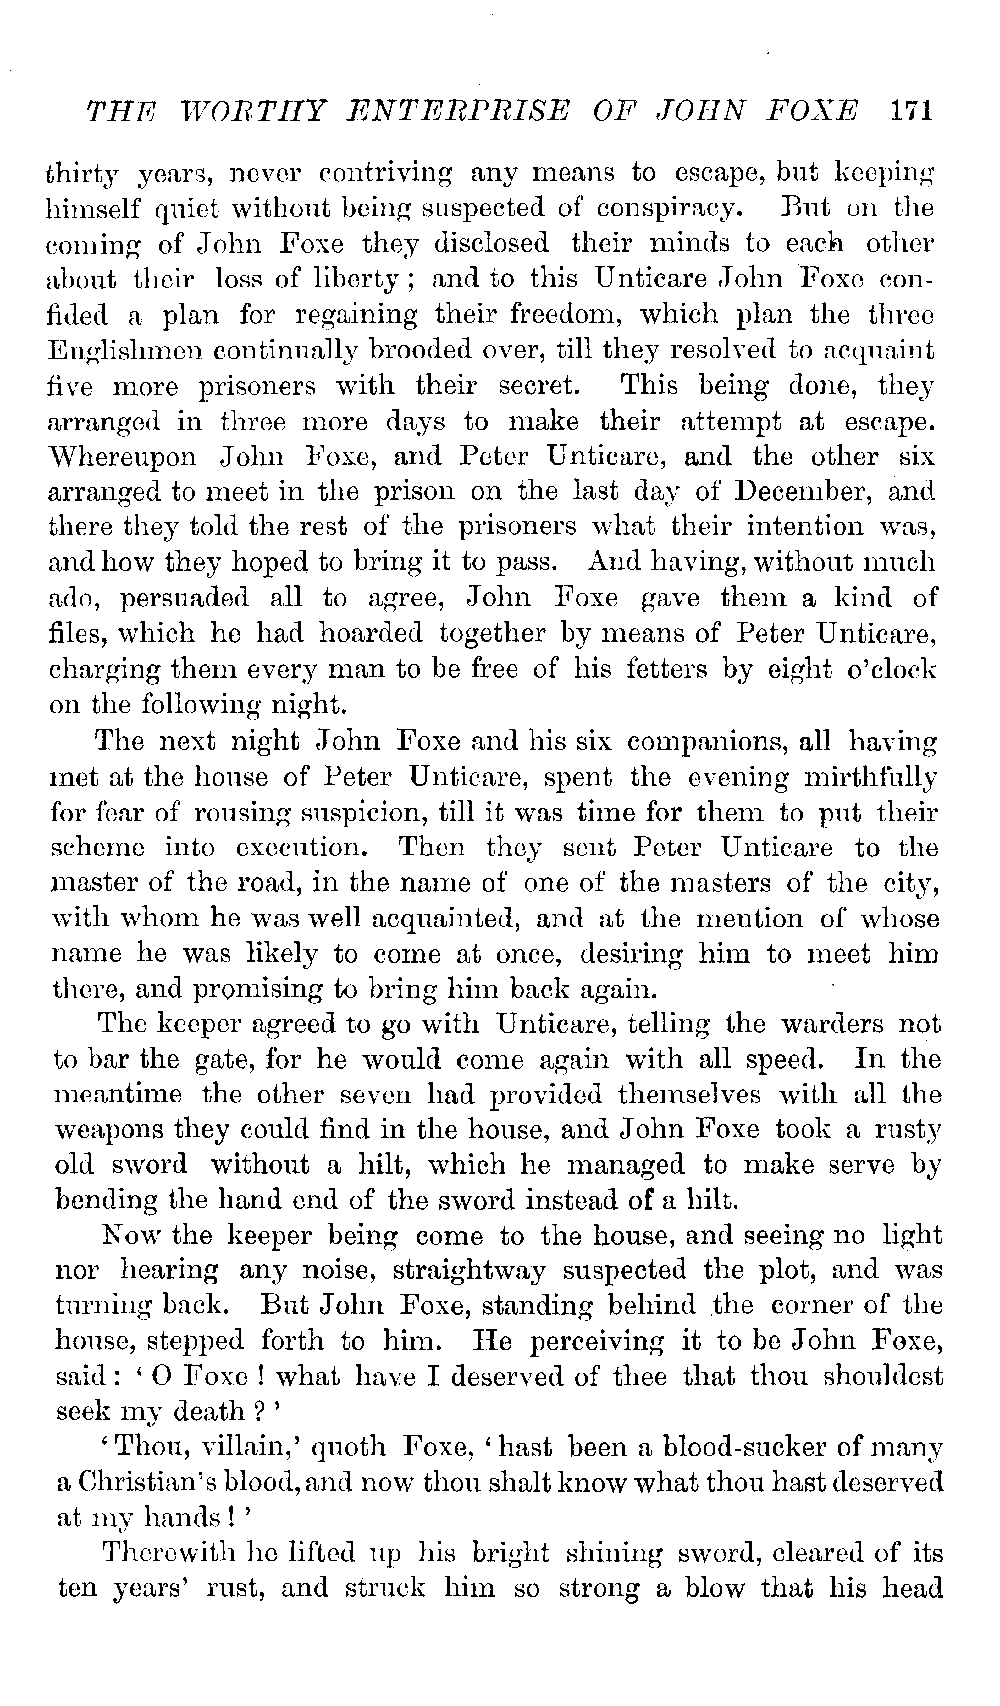 THE WORTHY ENTERPRISE OF JOHN FOXE 171
thirty years, never contriving any means to escape, but keeping
himself quiet without being suspected of conspiracy. But on the
coming of John Foxe they disclosed their minds to each other
about their loss of liberty; and to this Unticare John Foxe con-
fided a plan for regaining their freedom, which plan the three
Englishmen continually brooded over, till they resolved to acquaint
five more prisoners with their secret. This being done, they
arranged in three more days to make their attempt at escape.
Whereupon John Foxe, and Peter Unticare, and the other six
arranged to meet in the prison on the last day of December, and
there they told the rest of the prisoners what their intention was,
and how they hoped to bring it to pass. And having, without much
ado, persuaded all to agree, John Foxe gave them a kind of
files, which he had hoarded together by means of Peter Unticare,
charging them every man to be free of his fetters by eight o'clock
on the following night.
The next night John Foxe and his six companions, all having
met at the house of Peter Unticare, spent the evening mirthfully
for fear of rousing suspicion, till it was time for them to put their
scheme into execution. Then they sent Peter Unticare to the
master of the road, in the name of one of the masters of the city,
with whom he was well acquainted, and at the mention of whose
name he was likely to come at once, desiring him to meet him
there, and promising to bring him back again.
The keeper agreed to go with Unticare, telling the warders not
to bar the gate, for he would come again with all speed. In the
meantime the other seven had provided themselves with all the
weapons they could find in the house, and John Foxe took a rusty
old sword without a hilt, which he managed to make serve by
bending the hand end of the sword instead of a hilt.
Now the keeper being come to the house, and seeing no light
nor hearing any noise, straightway suspected the plot, and was
turning back. But John Foxe, standing behind the corner of the
house, stepped forth to him. He perceiving it to be John Foxe,
said: 'O Foxe! what have I deserved of thee that thou shouldest
seek my death?'
'Thou, villain,' quoth Foxe, 'hast been a blood-sucker of many
a Christian's blood, and now thou shalt know what thou hast deserved
at my hands!'
Therewith he lifted up his bright shining sword, cleared of its
ten years' rust, and struck him so strong a blow that his head